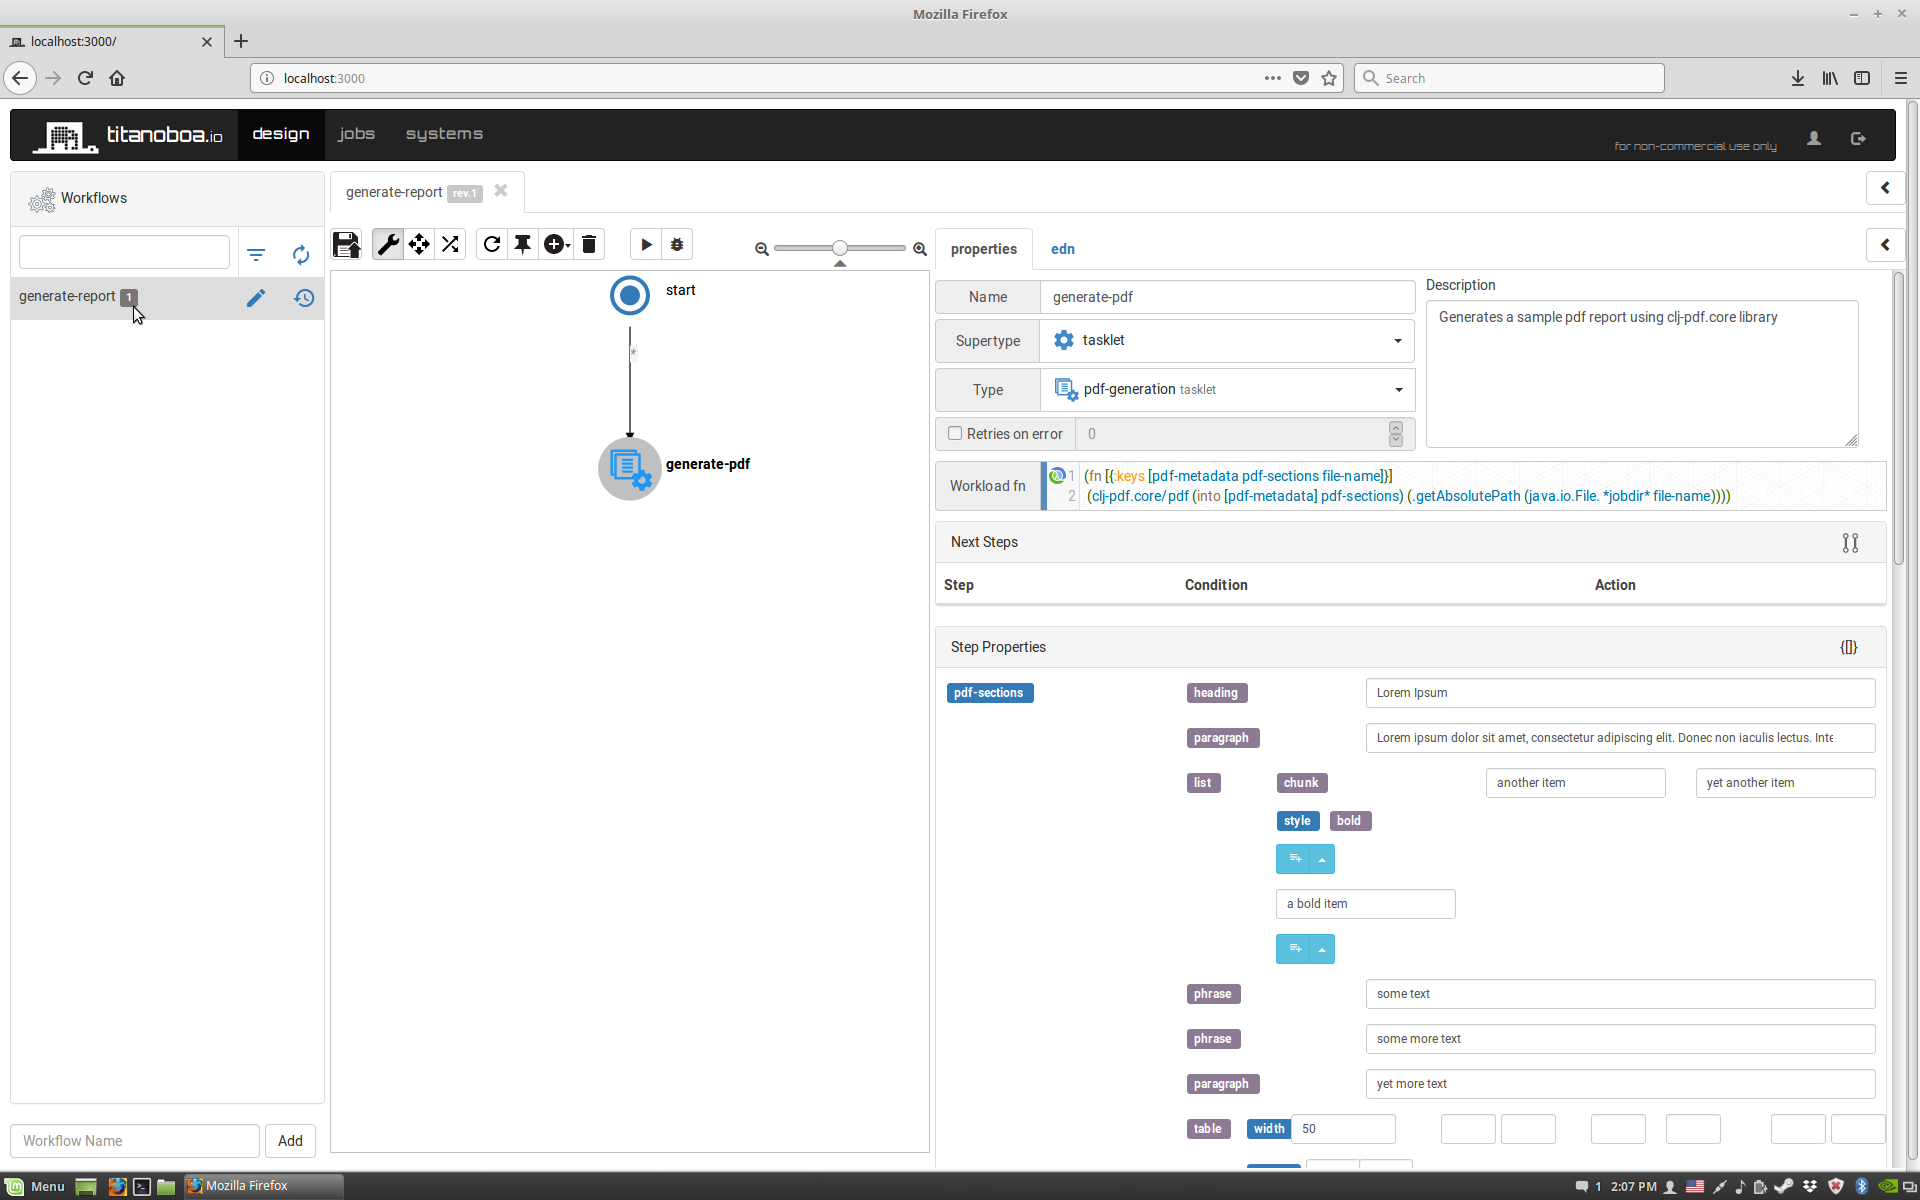 Mozilla Firefox
localhost:3000/
localhost:3000
Search
titanoboa.io
design
jobs
systems
for non-commercial use only
Workflows
generate-report 1
Workflow Name
Add
generate-report rev.1
start
*
generate-pdf
properties
edn
Name
generate-pdf
Supertype
tasklet
Type
pdf-generation tasklet
Retries on error
0
Description
Generates a sample pdf report using clj-pdf.core library
Workload fn
1 (fn [{:keys [pdf-metadata pdf-sections file-name]}]
2 (clj-pdf.core/pdf (into [pdf-metadata] pdf-sections) (.getAbsolutePath (java.io.File. *jobdir* file-name))))
Next Steps
Step Condition Action
Step Properties
{[]}
pdf-sections
heading Lorem Ipsum
paragraph Lorem ipsum dolor sit amet, consectetur adipiscing elit. Donec non iaculis lectus. Inte
list chunk another item yet another item
style bold
a bold item
phrase some text
phrase some more text
paragraph yet more text
table width 50
Menu
Mozilla Firefox
1 2:07 PM